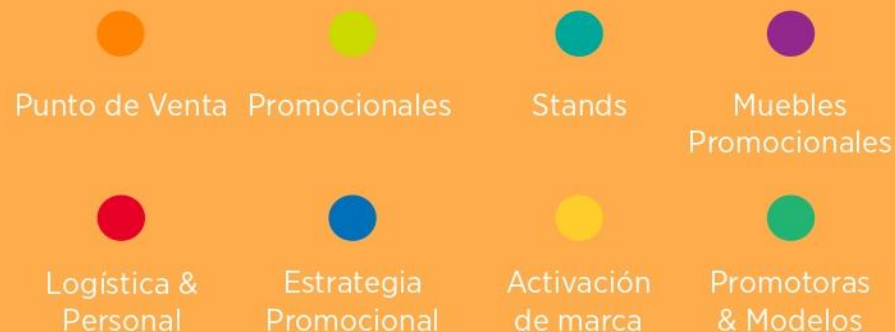 Punto de Venta
Promocionales
Stands
Muebles
Promocionales
Logística &
Personal
Estrategia
Promocional
Activación
de marca
Promotoras
& Modelos